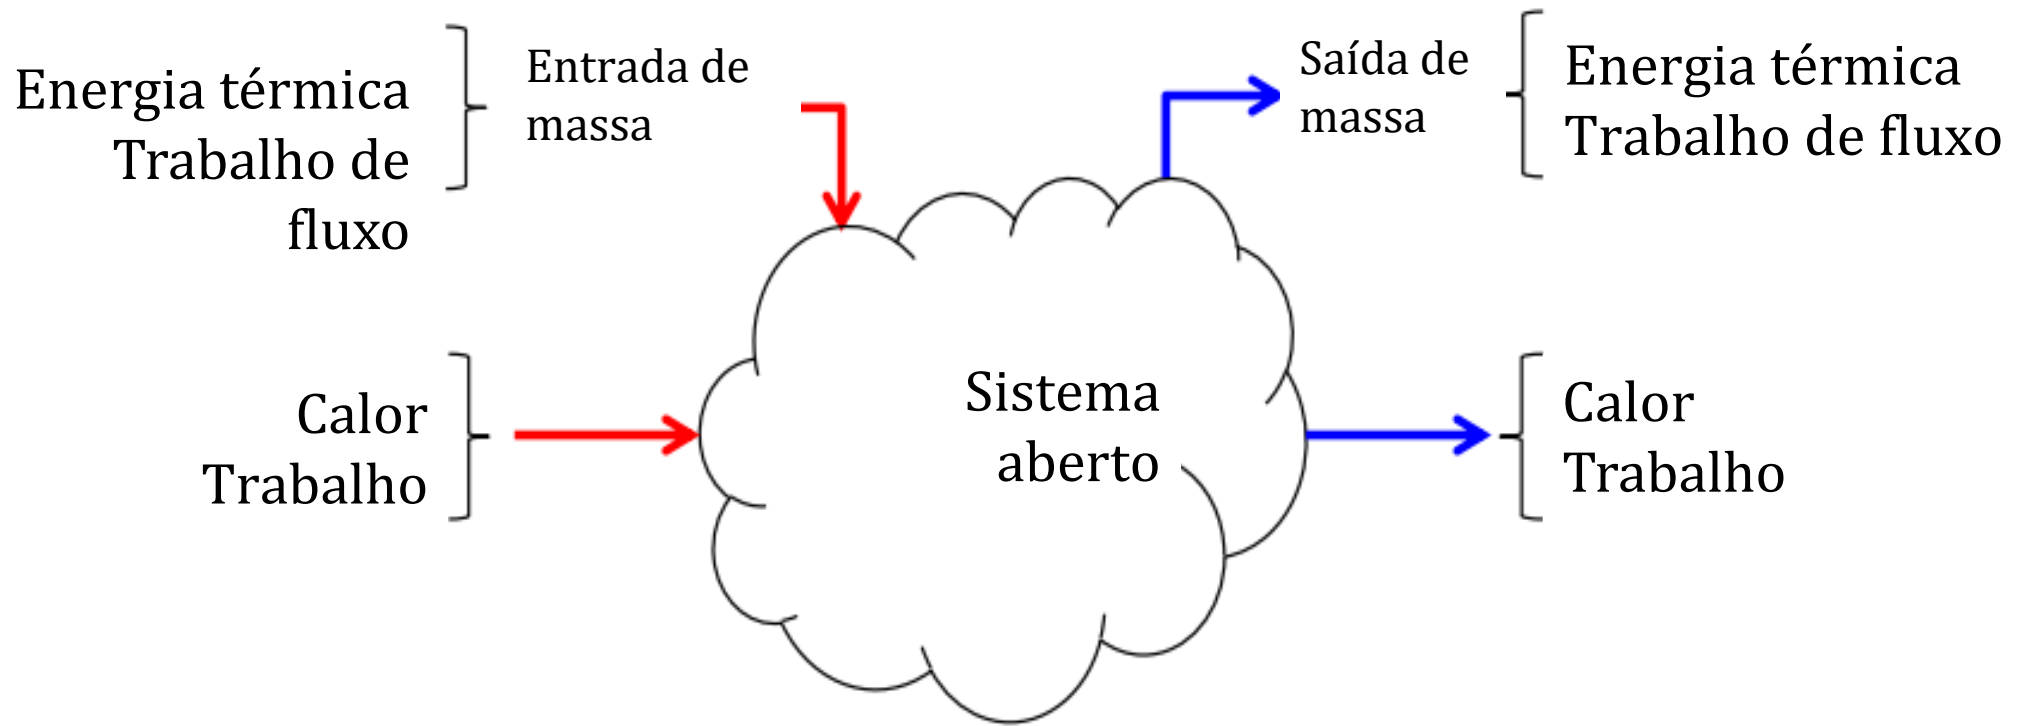 Energia térmica
Trabalho de
fluxo
Entrada de
massa
Saída de
massa
Energia térmica
Trabalho de fluxo
Calor
Trabalho
Sistema
aberto
Calor
Trabalho